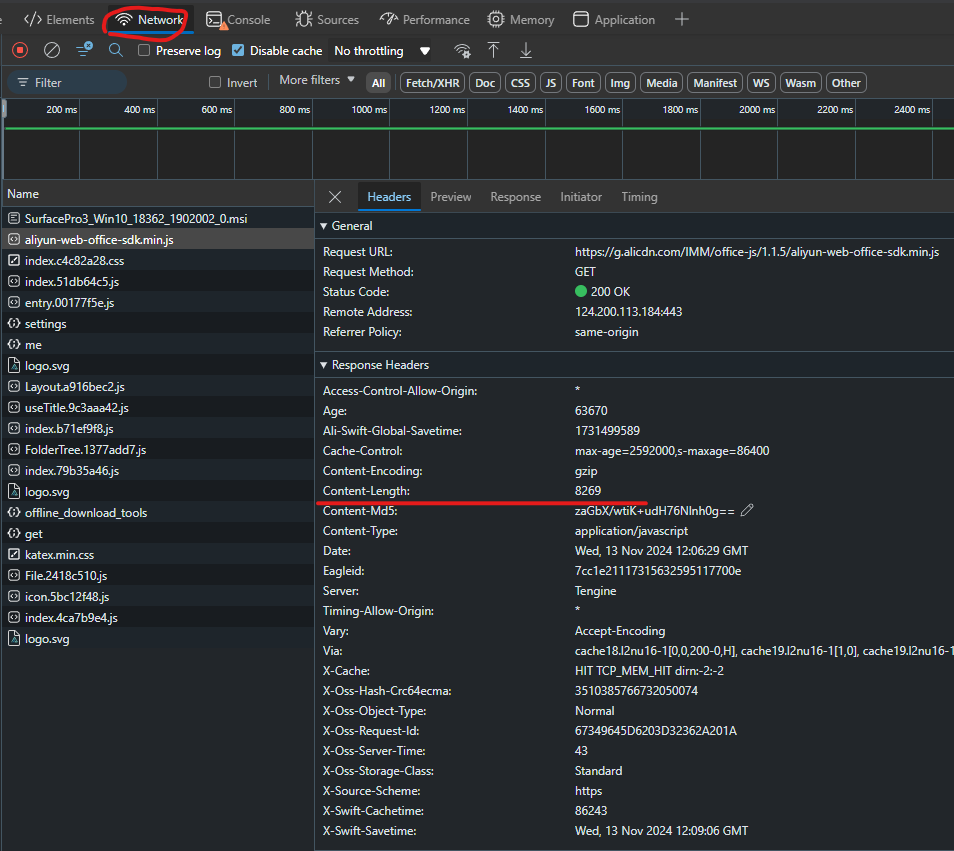 Elements Network Console Sources Performance Memory Application
Preserve log Disable cache No throttling
Filter Invert More filters All Fetch/XHR Doc CSS JS Font Img Media Manifest WS Wasm Other
200 ms 400 ms 600 ms 800 ms 1000 ms 1200 ms 1400 ms 1600 ms 1800 ms 2000 ms 2200 ms 2400 ms
Name
SurfacePro3_Win10_18362_1902002_0.msi
aliyun-web-office-sdk.min.js
index.c4c82a28.css
index.51db64c5.js
entry.00177f5e.js
settings
me
logo.svg
Layout.a916bec2.js
useTitle.9c3aaa42.js
index.b71ef9f8.js
FolderTree.1377add7.js
index.79b35a46.js
logo.svg
offline_download_tools
get
katex.min.css
File.2418c510.js
icon.5bc12f48.js
index.4ca7b9e4.js
logo.svg
Headers Preview Response Initiator Timing
General
Request URL: https://g.alicdn.com/IMM/office-js/1.1.5/aliyun-web-office-sdk.min.js
Request Method: GET
Status Code: 200 OK
Remote Address: 124.200.113.184:443
Referrer Policy: same-origin
Response Headers
Access-Control-Allow-Origin: *
Age: 63670
Ali-Swift-Global-Savetime: 1731499589
Cache-Control: max-age=2592000,s-maxage=86400
Content-Encoding: gzip
Content-Length: 8269
Content-Md5: zaGbX/wtiK+udH76NInh0g==
Content-Type: application/javascript
Date: Wed, 13 Nov 2024 12:06:29 GMT
Eagleid: 7cc1e21117315632595117700e
Server: Tengine
Timing-Allow-Origin: *
Vary: Accept-Encoding
Via: cache18.l2nu16-1[0,0,200-0,H], cache19.l2nu16-1[1,0], cache19.l2nu16-1
X-Cache: HIT TCP_MEM_HIT dirn:-2:-2
X-Oss-Hash-Crc64ecma: 3510385766732050074
X-Oss-Object-Type: Normal
X-Oss-Request-Id: 67349645D6203D32362A201A
X-Oss-Server-Time: 43
X-Oss-Storage-Class: Standard
X-Source-Scheme: https
X-Swift-Cachetime: 86243
X-Swift-Savetime: Wed, 13 Nov 2024 12:09:06 GMT